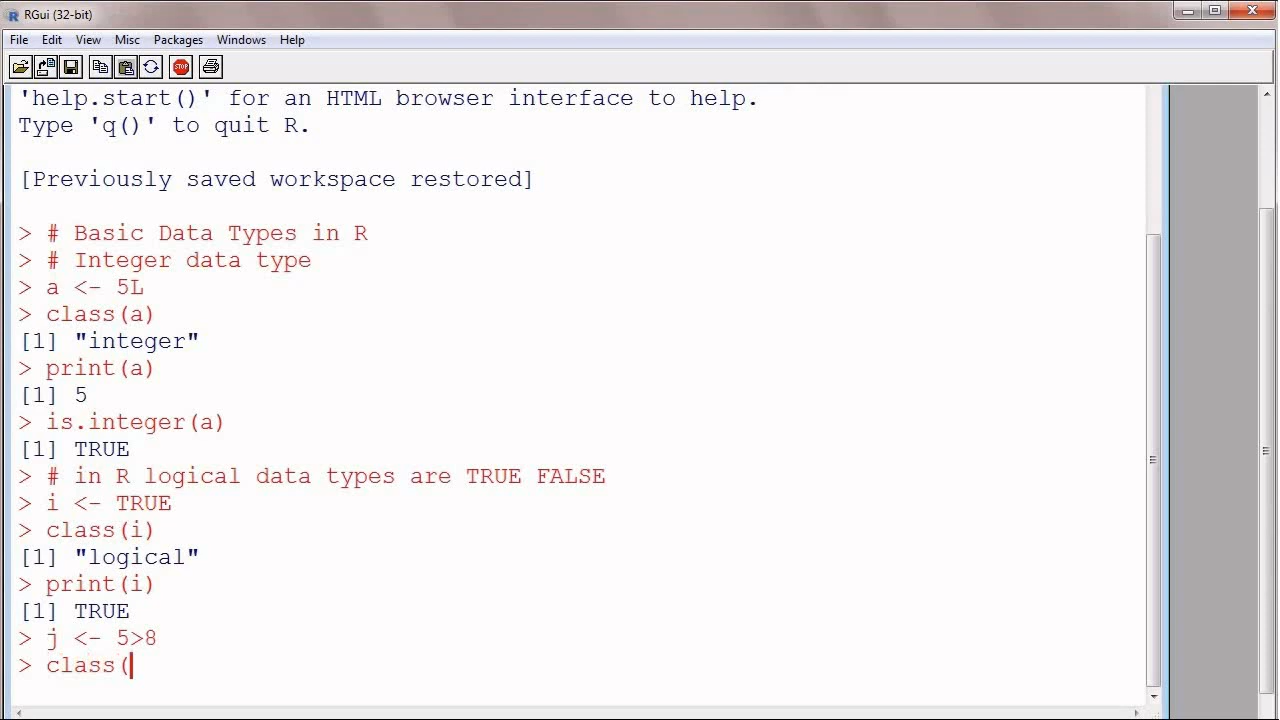 RGui (32-bit)
File Edit View Misc Packages Windows Help
STOP
'help.start()' for an HTML browser interface to help.
Type 'q()' to quit R.
[Previously saved workspace restored]
> # Basic Data Types in R
> # Integer data type
> a <- 5L
> class(a)
[1] "integer"
> print(a)
[1] 5
> is.integer(a)
[1] TRUE
> # in R logical data types are TRUE FALSE
> i <- TRUE
> class(i)
[1] "logical"
> print(i)
[1] TRUE
> j <- 5>8
> class(